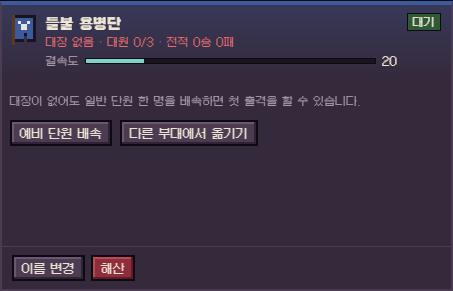 들불 용병단
대기
대장 없음 · 대원 0/3 · 전적 0승 0패
결속도 20
대장이 없어도 일반 단원 한 명을 배속하면 첫 출격을 할 수 있습니다.
예비 단원 배속 다른 부대에서 옮기기
이름 변경 해산